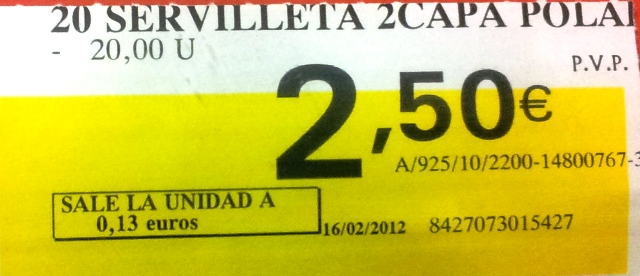 20 SERVILLETA 2CAPA
- 20,00 U
P.V.P.
2,50€
A/925/10/2200-14800767-3
SALE LA UNIDAD A
0,13 euros
16/02/2012 8427073015427